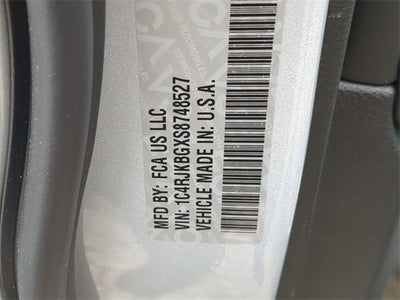 MFD BY: FCA US LLC
VIN: 1C4RJKBGXS8748527
VEHICLE MADE IN: U.S.A.